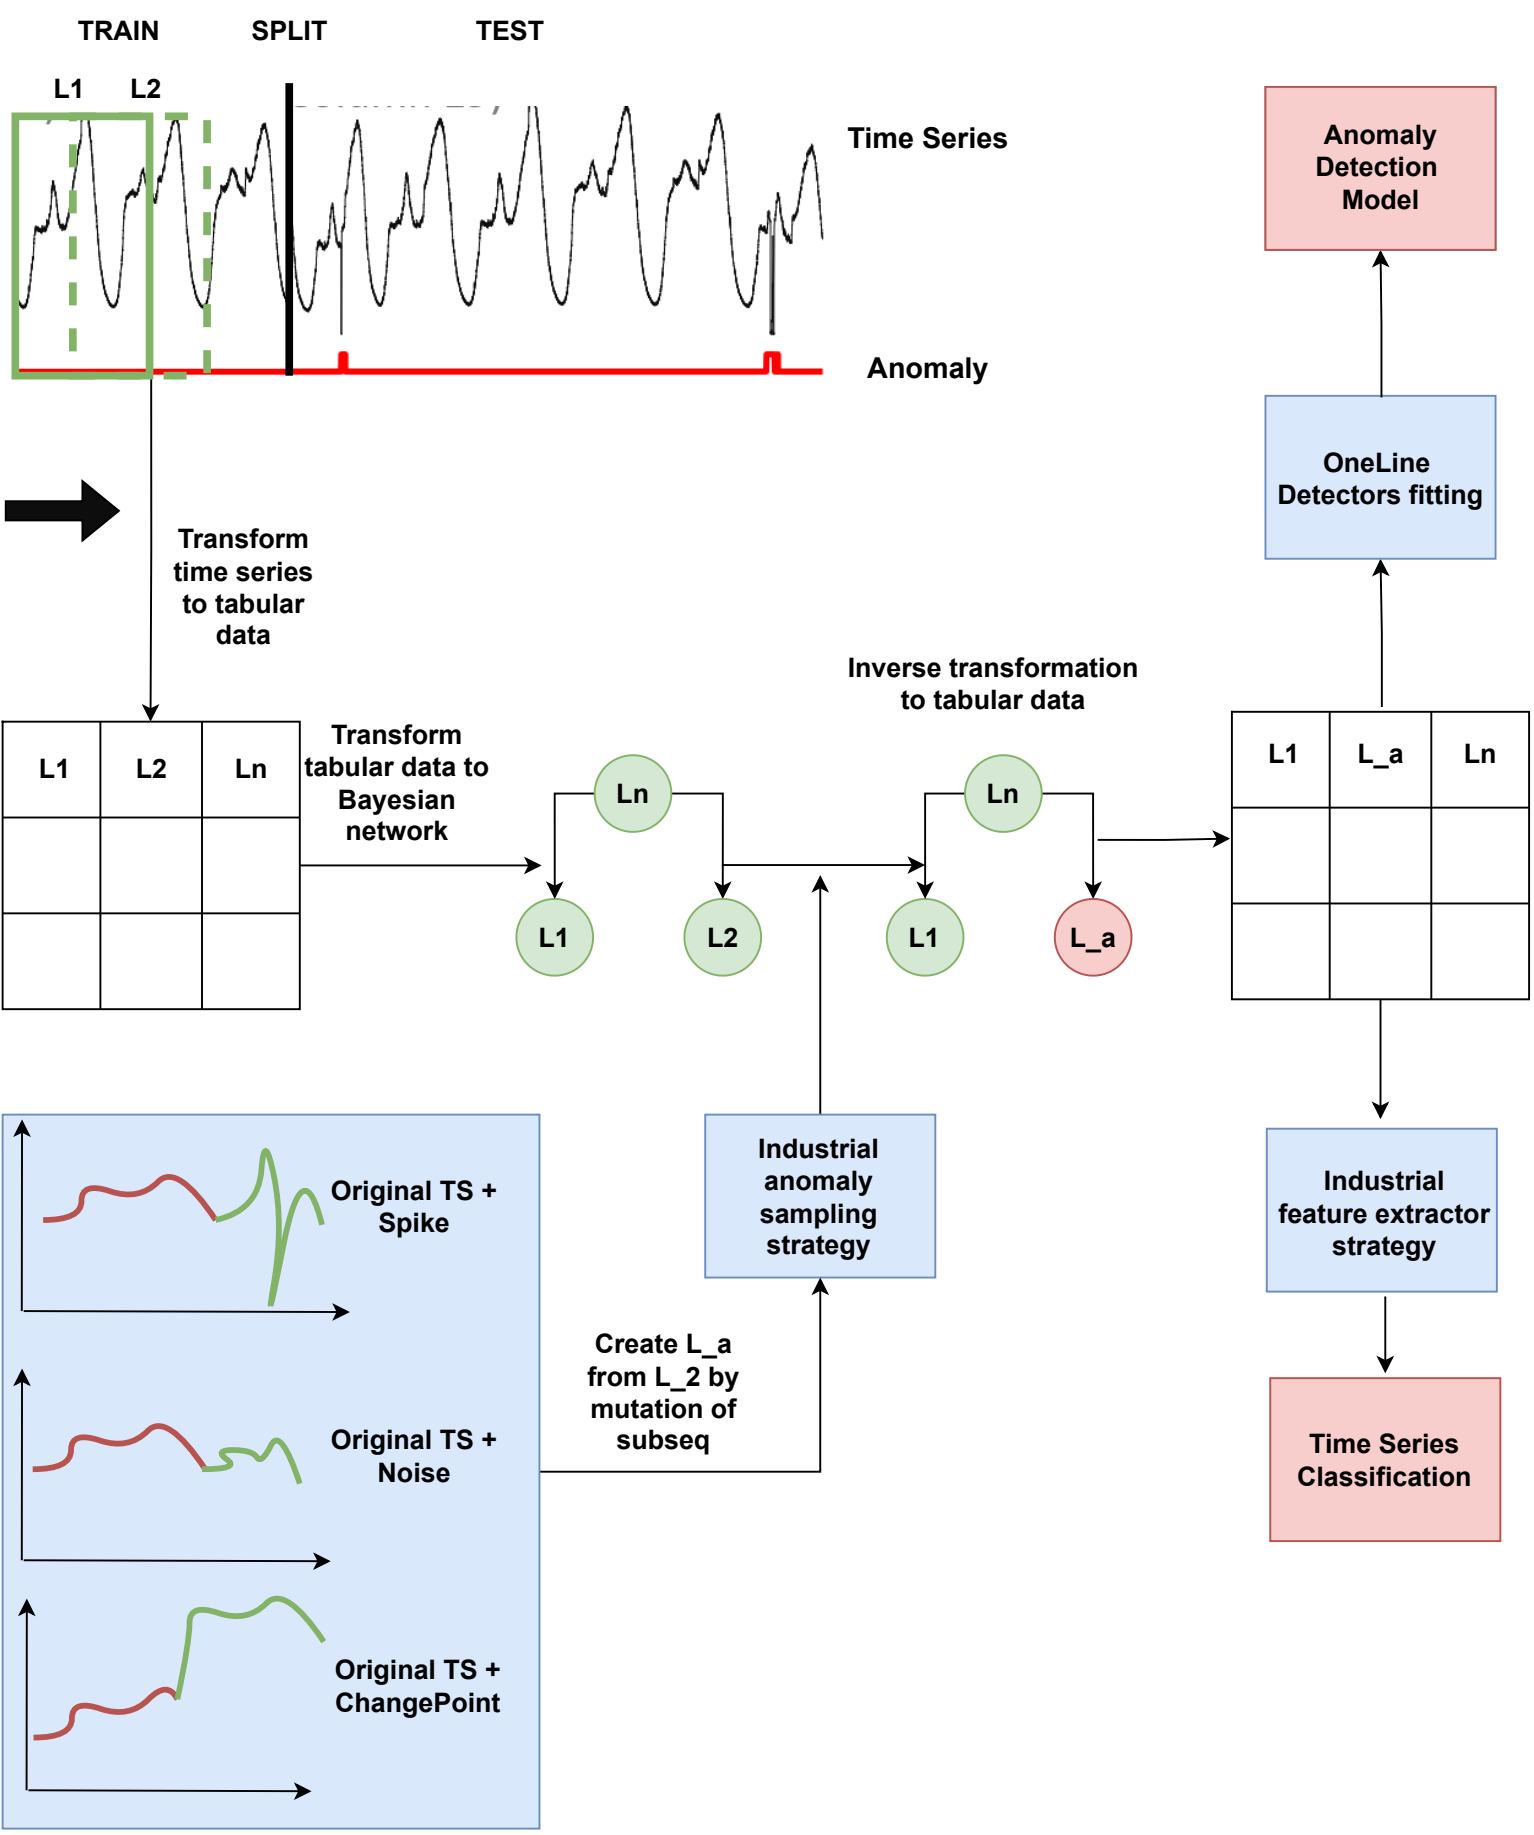 TRAIN
SPLIT
TEST
L1
L2
Time Series
Anomaly
Anomaly
Detection
Model
OneLine
Detectors fitting
Transform
time series
to tabular
data
Inverse transformation
to tabular data
L1
L2
Ln
Transform
tabular data to
Bayesian
network
Ln
L1
L2
Ln
L1
L_a
L1
L_a
Ln
Original TS +
Spike
Original TS +
Noise
Original TS +
ChangePoint
Create L_a
from L_2 by
mutation of
subseq
Industrial
anomaly
sampling
strategy
Industrial
feature extractor
strategy
Time Series
Classification